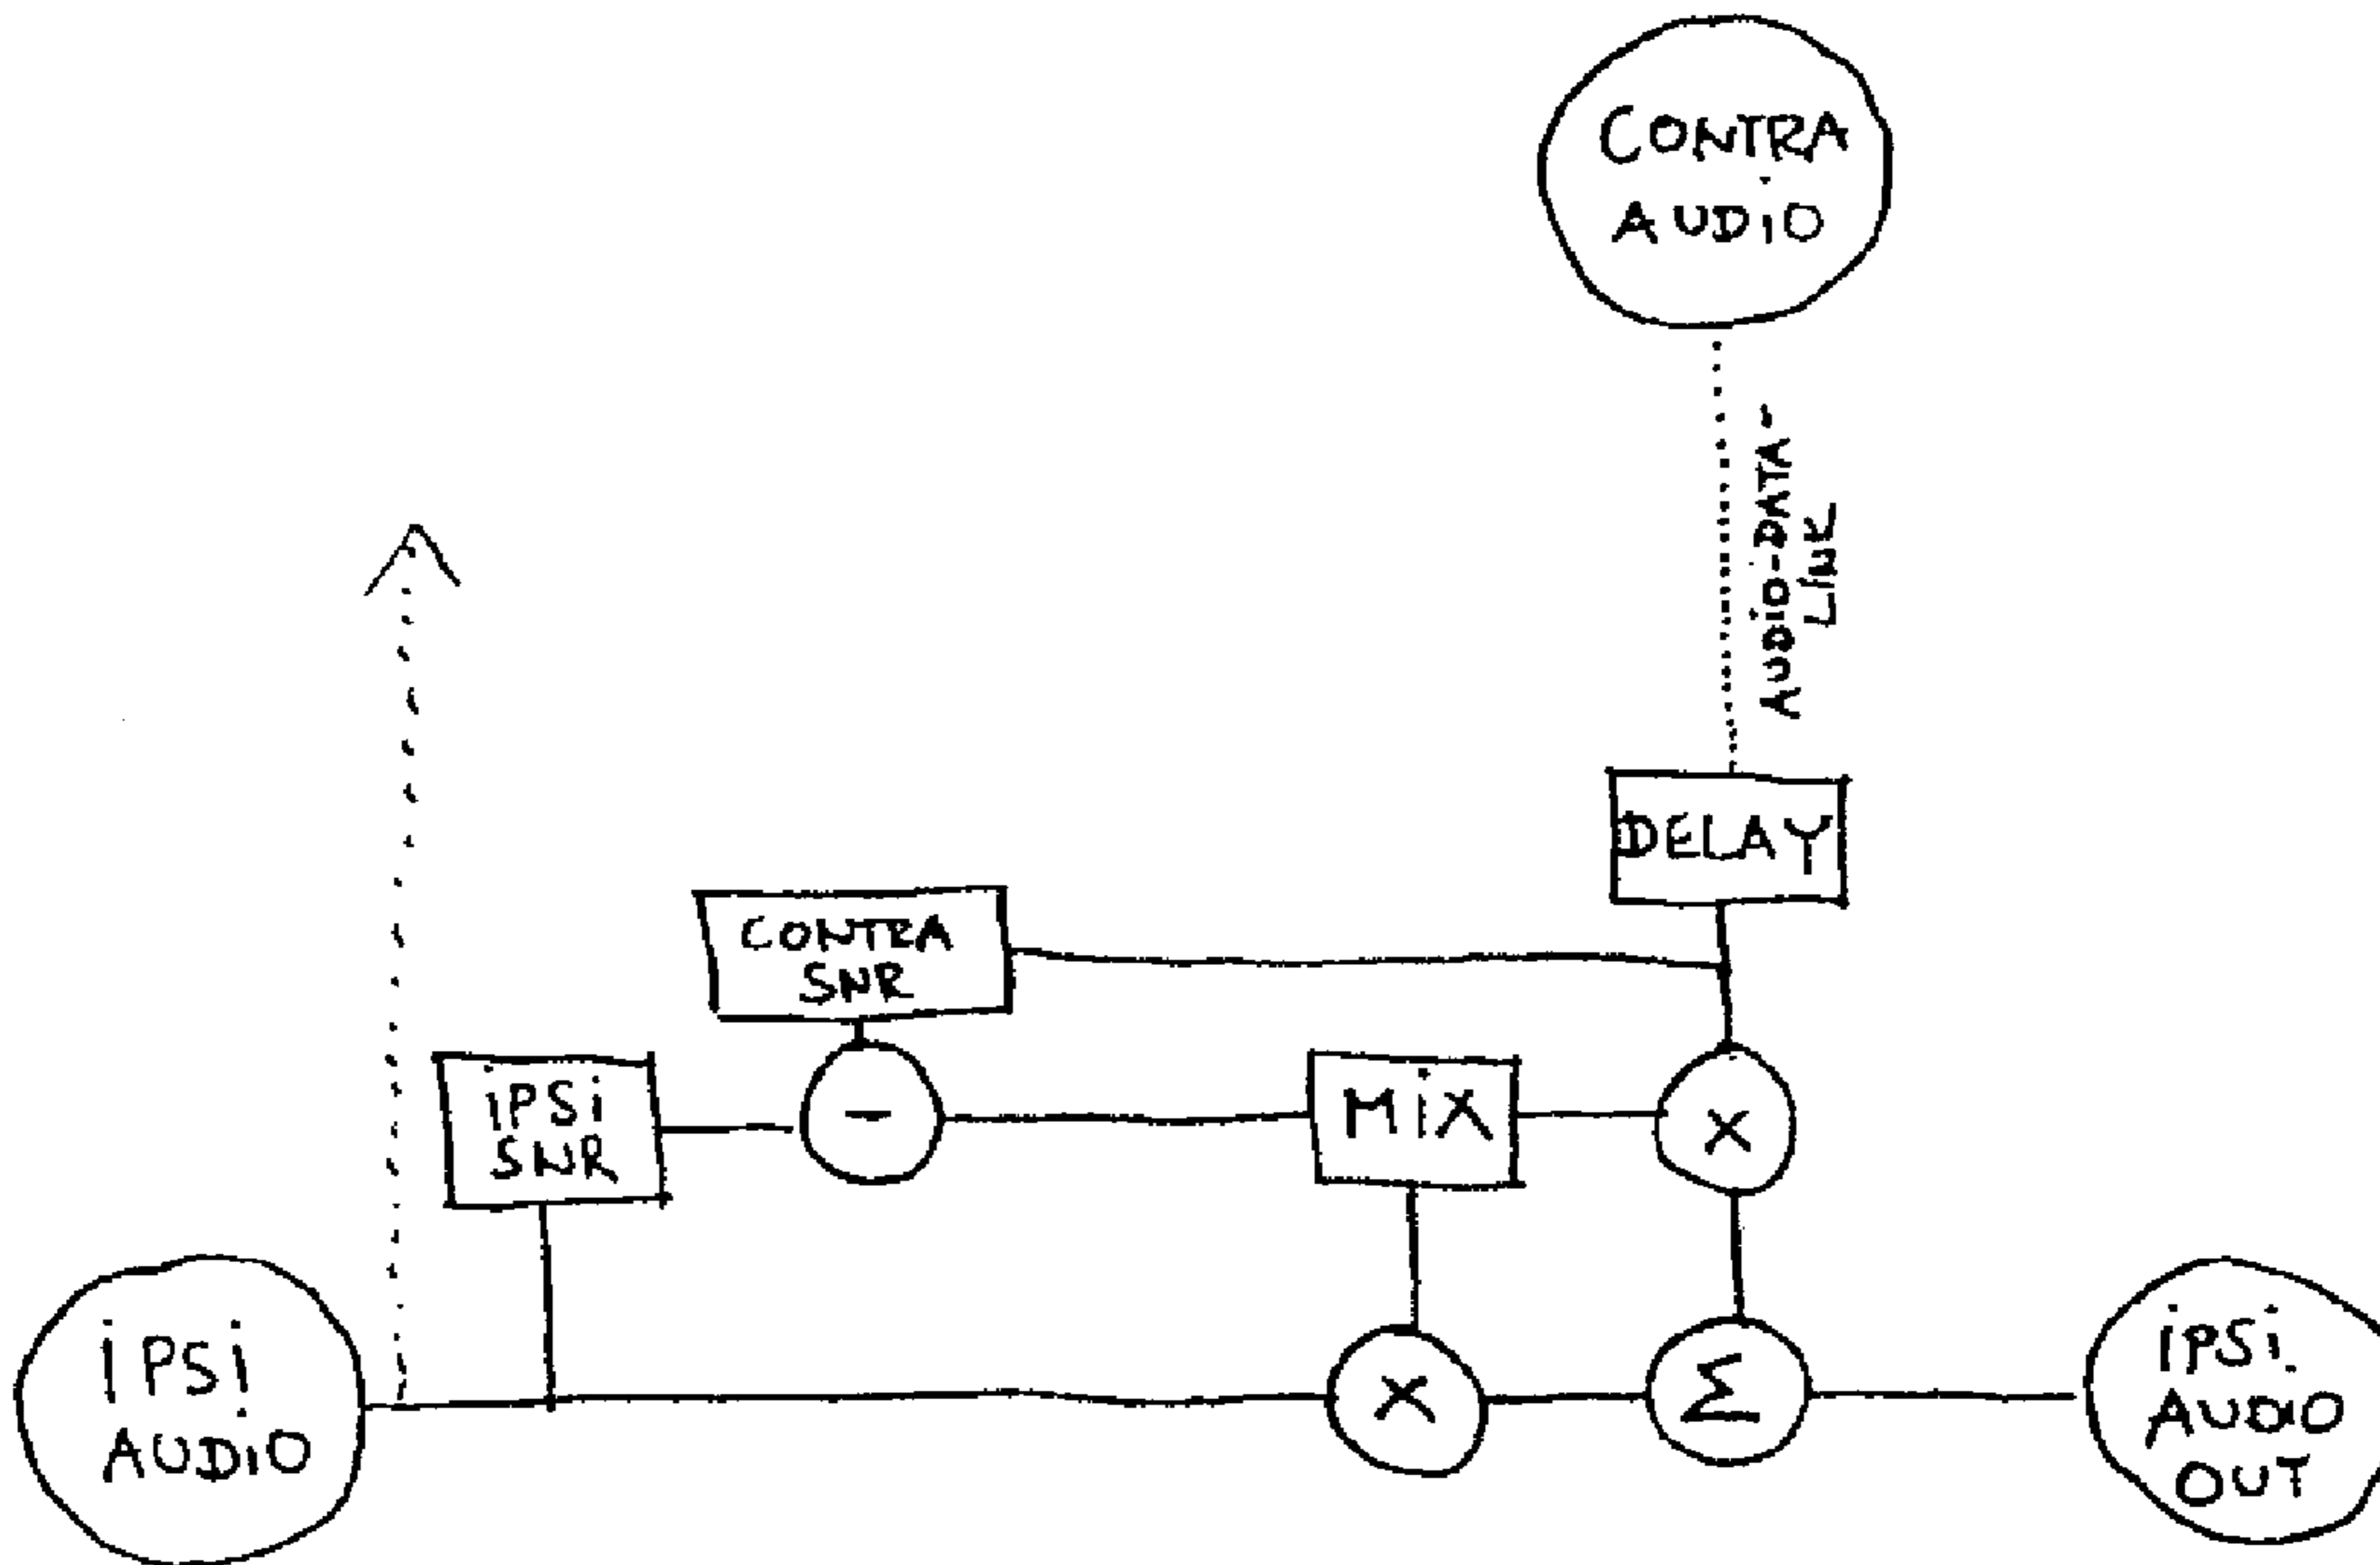 CONTRA
AUDiO
AUDiO-DATA-
LiNK
DELAY
CONTRA
SNR
iPSi
SNR
-
MiX
X
iPSi
AUDiO
X
Σ
iPSi
AUDiO
OUT